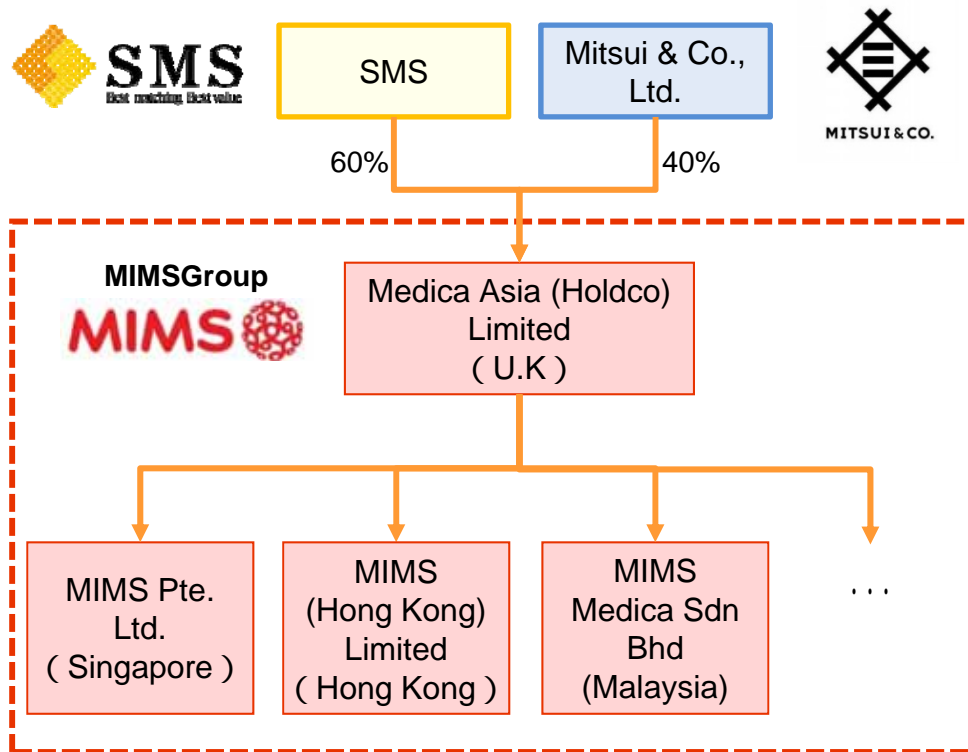 SMS
Best matching, Best value
SMS
Mitsui & Co.,
Ltd.
MITSUI & CO.
60%
40%
MIMSGroup
MIMS
Medica Asia (Holdco)
Limited
( U.K )
MIMS Pte.
Ltd.
( Singapore )
MIMS
(Hong Kong)
Limited
( Hong Kong )
MIMS
Medica Sdn
Bhd
(Malaysia)
...